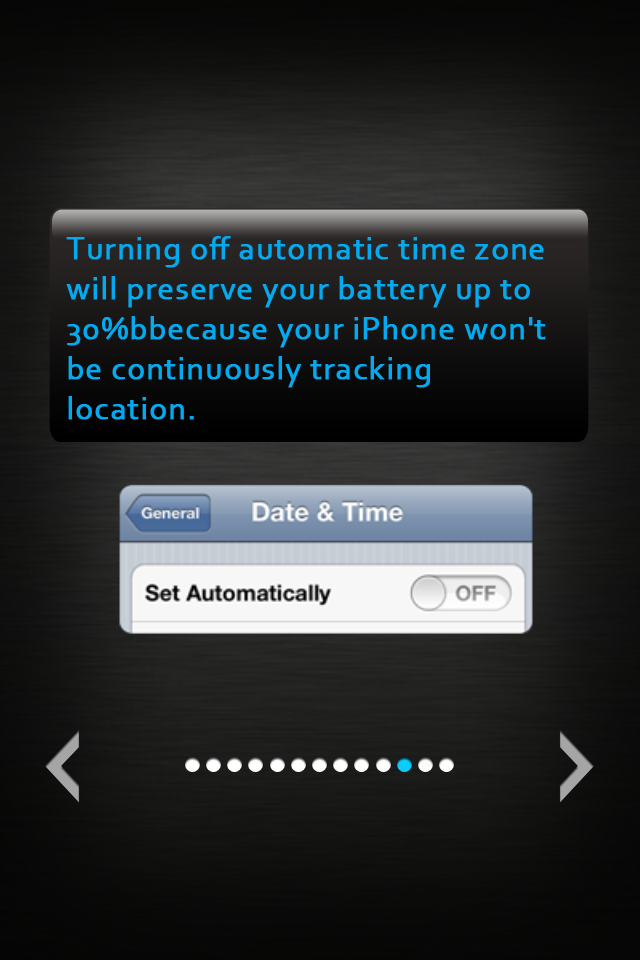 Turning off automatic time zone
will preserve your battery up to
30%bbecause your iPhone won't
be continuously tracking
location.
General
Date & Time
Set Automatically
OFF